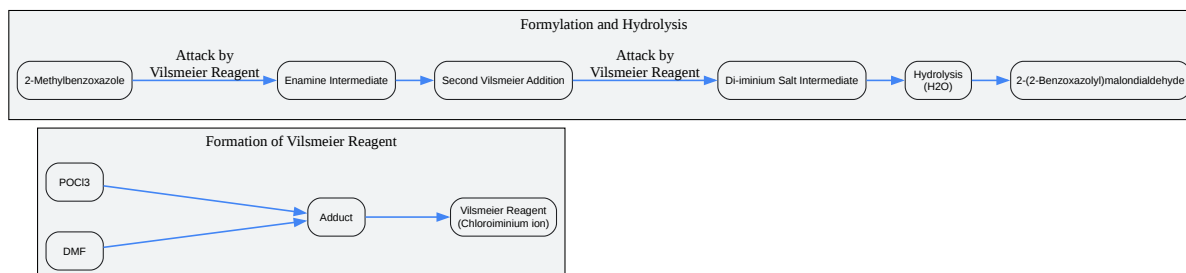 Formylation and Hydrolysis
Attack by
Vilsmeier Reagent
Attack by
Vilsmeier Reagent
2-Methylbenzoxazole
Enamine Intermediate
Second Vilsmeier Addition
Di-iminium Salt Intermediate
Hydrolysis
(H2O)
2-(2-Benzoxazolyl)malondialdehyde
Formation of Vilsmeier Reagent
POCl3
DMF
Adduct
Vilsmeier Reagent
(Chloroiminium ion)